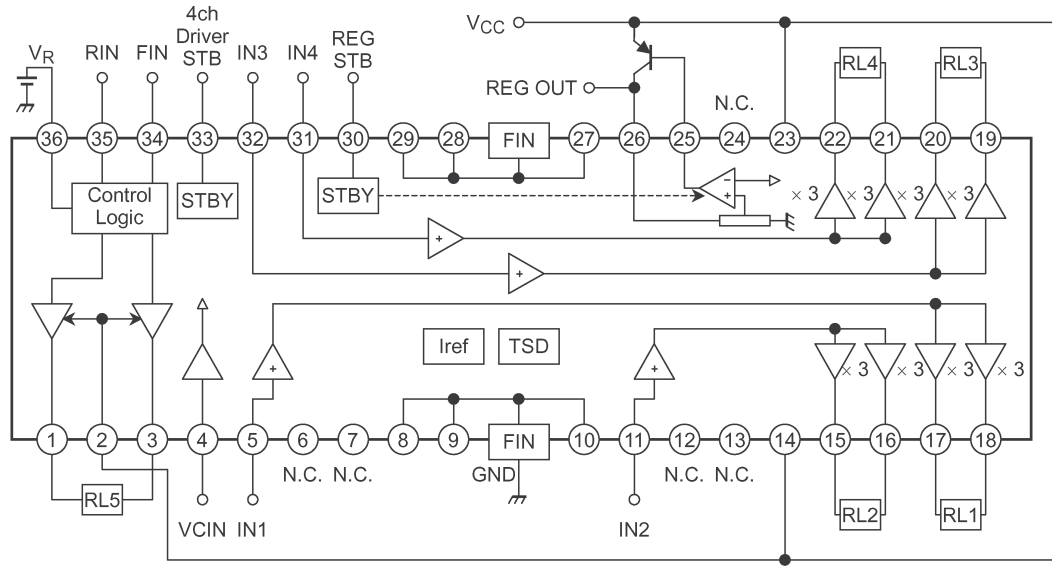 4ch
Driver
STB
REG
STB
VCC
VR
RIN
FIN
IN3
IN4
REG OUT
N.C.
RL4
RL3
36
35
34
33
32
31
30
29
28
FIN
27
26
25
24
23
22
21
20
19
Control
Logic
STBY
STBY
−
+
× 3
× 3
× 3
× 3
+
+
Iref
TSD
+
+
× 3
× 3
× 3
× 3
1
2
3
4
5
6
7
8
9
FIN
10
11
12
13
14
15
16
17
18
N.C.
N.C.
GND
N.C.
N.C.
RL5
RL2
RL1
VCIN
IN1
IN2